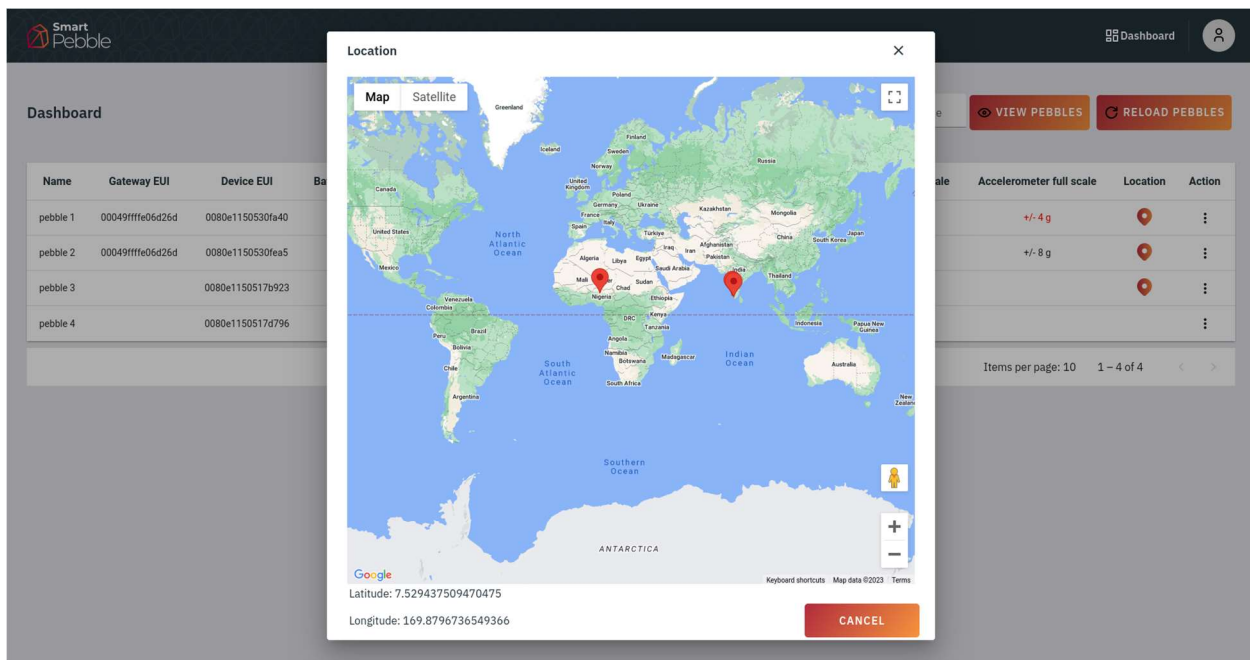 Smart
Pebble
Dashboard
Location
Dashboard
VIEW PEBBLES
RELOAD PEBBLES
Name Gateway EUI Device EUI Accelerometer full scale Location Action
pebble 1 00049ffffe06d26d 0080e1150530fa40 +/- 4 g
pebble 2 00049ffffe06d26d 0080e1150530fea5 +/- 8 g
pebble 3 0080e1150517b923
pebble 4 0080e1150517d796
Items per page: 10 1 – 4 of 4
Map Satellite
Greenland
Iceland
Finland
Sweden
Norway
Russia
Canada
United Kingdom
Poland
Germany Ukraine
France
Kazakhstan
Mongolia
Spain
Italy
Türkiye
United States
North Atlantic Ocean
China
Japan
South Korea
Afghanistan
Iraq
Iran
Pakistan
Algeria
Libya
Egypt
Saudi Arabia
India
Thailand
Mexico
Mali
Chad
Sudan
Nigeria
Ethiopia
Venezuela
Colombia
DRC
Kenya
Tanzania
Indonesia
Papua New Guinea
Peru
Brazil
Bolivia
Angola
Namibia
Botswana
Madagascar
Indian Ocean
Australia
Chile
South Atlantic Ocean
South Africa
Argentina
Southern Ocean
ANTARCTICA
Google
Keyboard shortcuts Map data ©2023 Terms
Latitude: 7.529437509470475
Longitude: 169.8796736549366
CANCEL